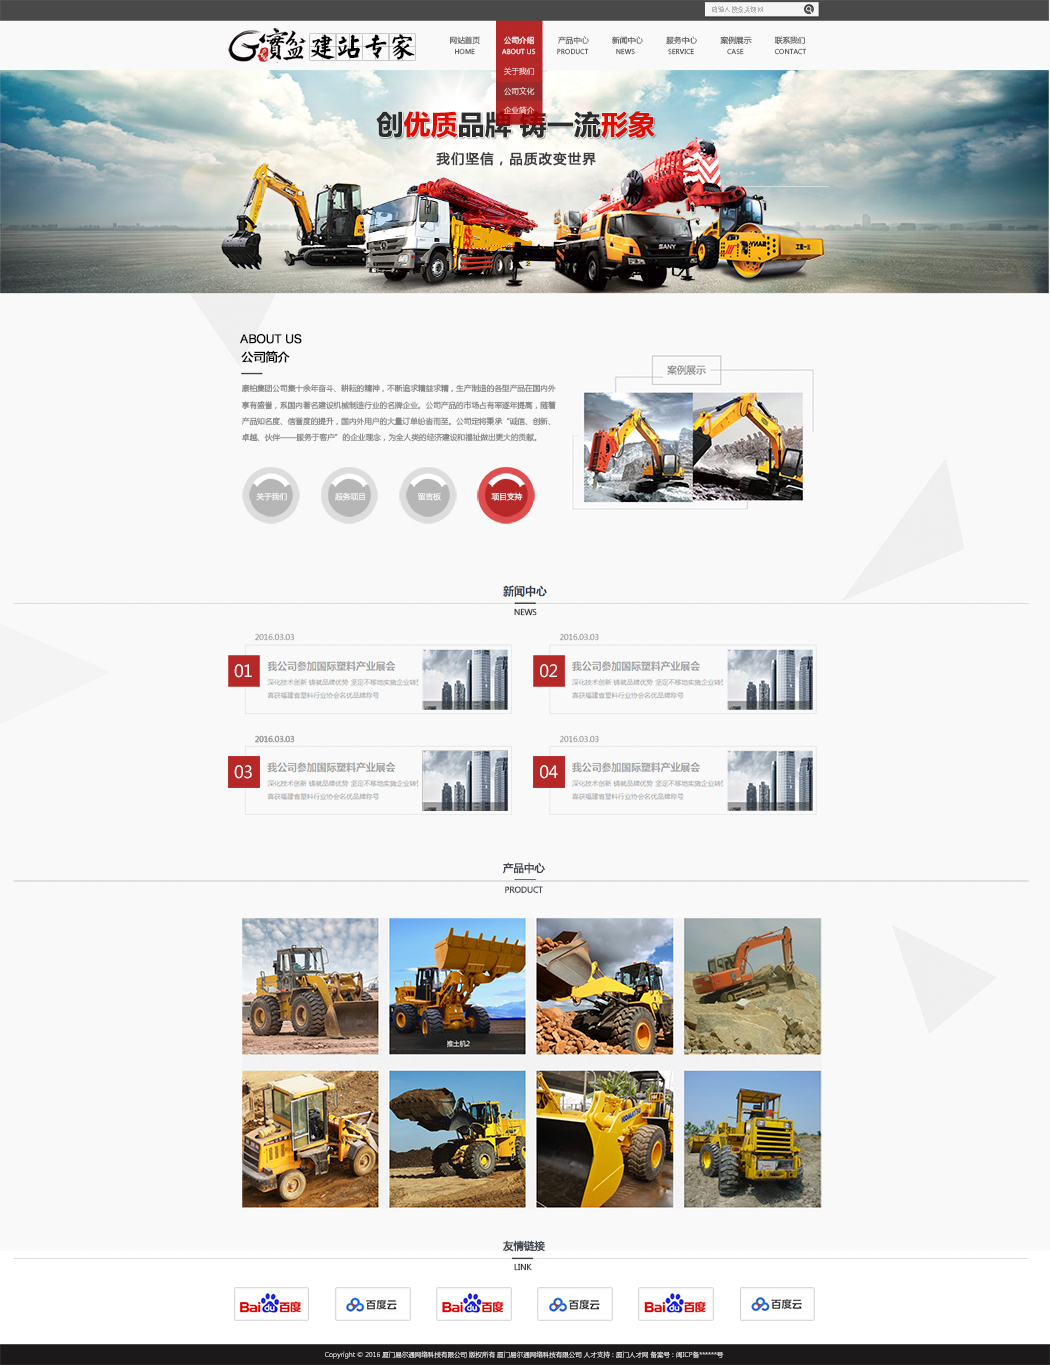 请输入搜索关键词
寶盆 建站专家
网站首页 公司介绍 产品中心 新闻中心 服务中心 案例展示 联系我们
HOME ABOUT US PRODUCT NEWS SERVICE CASE CONTACT
关于我们
公司文化
企业简介
创优质品牌 铸一流形象
我们坚信，品质改变世界
SANY
ABOUT US
公司简介
康柏集团公司集十余年奋斗、耕耘的精神，不断追求精益求精，生产制造的各型产品在国内外
享有盛誉，系国内著名建设机械制造行业的名牌企业。公司产品的市场占有率逐年提高，随着
产品知名度、信誉度的提升，国内外用户的大量订单纷沓而至。公司定将秉承“诚信、创新、
卓越、伙伴——服务于客户”的企业理念，为全人类的经济建设和福祉做出更大的贡献。
案例展示
关于我们 服务项目 留言板 项目支持
新闻中心
NEWS
2016.03.03
01
我公司参加国际塑料产业展会
深化技术创新 铸就品牌优势 坚定不移地实施企业转型
喜获福建省塑料行业协会名优品牌称号
2016.03.03
02
我公司参加国际塑料产业展会
深化技术创新 铸就品牌优势 坚定不移地实施企业转型
喜获福建省塑料行业协会名优品牌称号
2016.03.03
03
我公司参加国际塑料产业展会
深化技术创新 铸就品牌优势 坚定不移地实施企业转型
喜获福建省塑料行业协会名优品牌称号
2016.03.03
04
我公司参加国际塑料产业展会
深化技术创新 铸就品牌优势 坚定不移地实施企业转型
喜获福建省塑料行业协会名优品牌称号
产品中心
PRODUCT
推土机2
KOMATSU
友情链接
LINK
Bai du 百度 百度云 Bai du 百度 百度云 Bai du 百度 百度云
Copyright © 2016 厦门易尔通网络科技有限公司 版权所有 厦门易尔通网络科技有限公司 人才支持：厦门人才网 备案号：闽ICP备******号